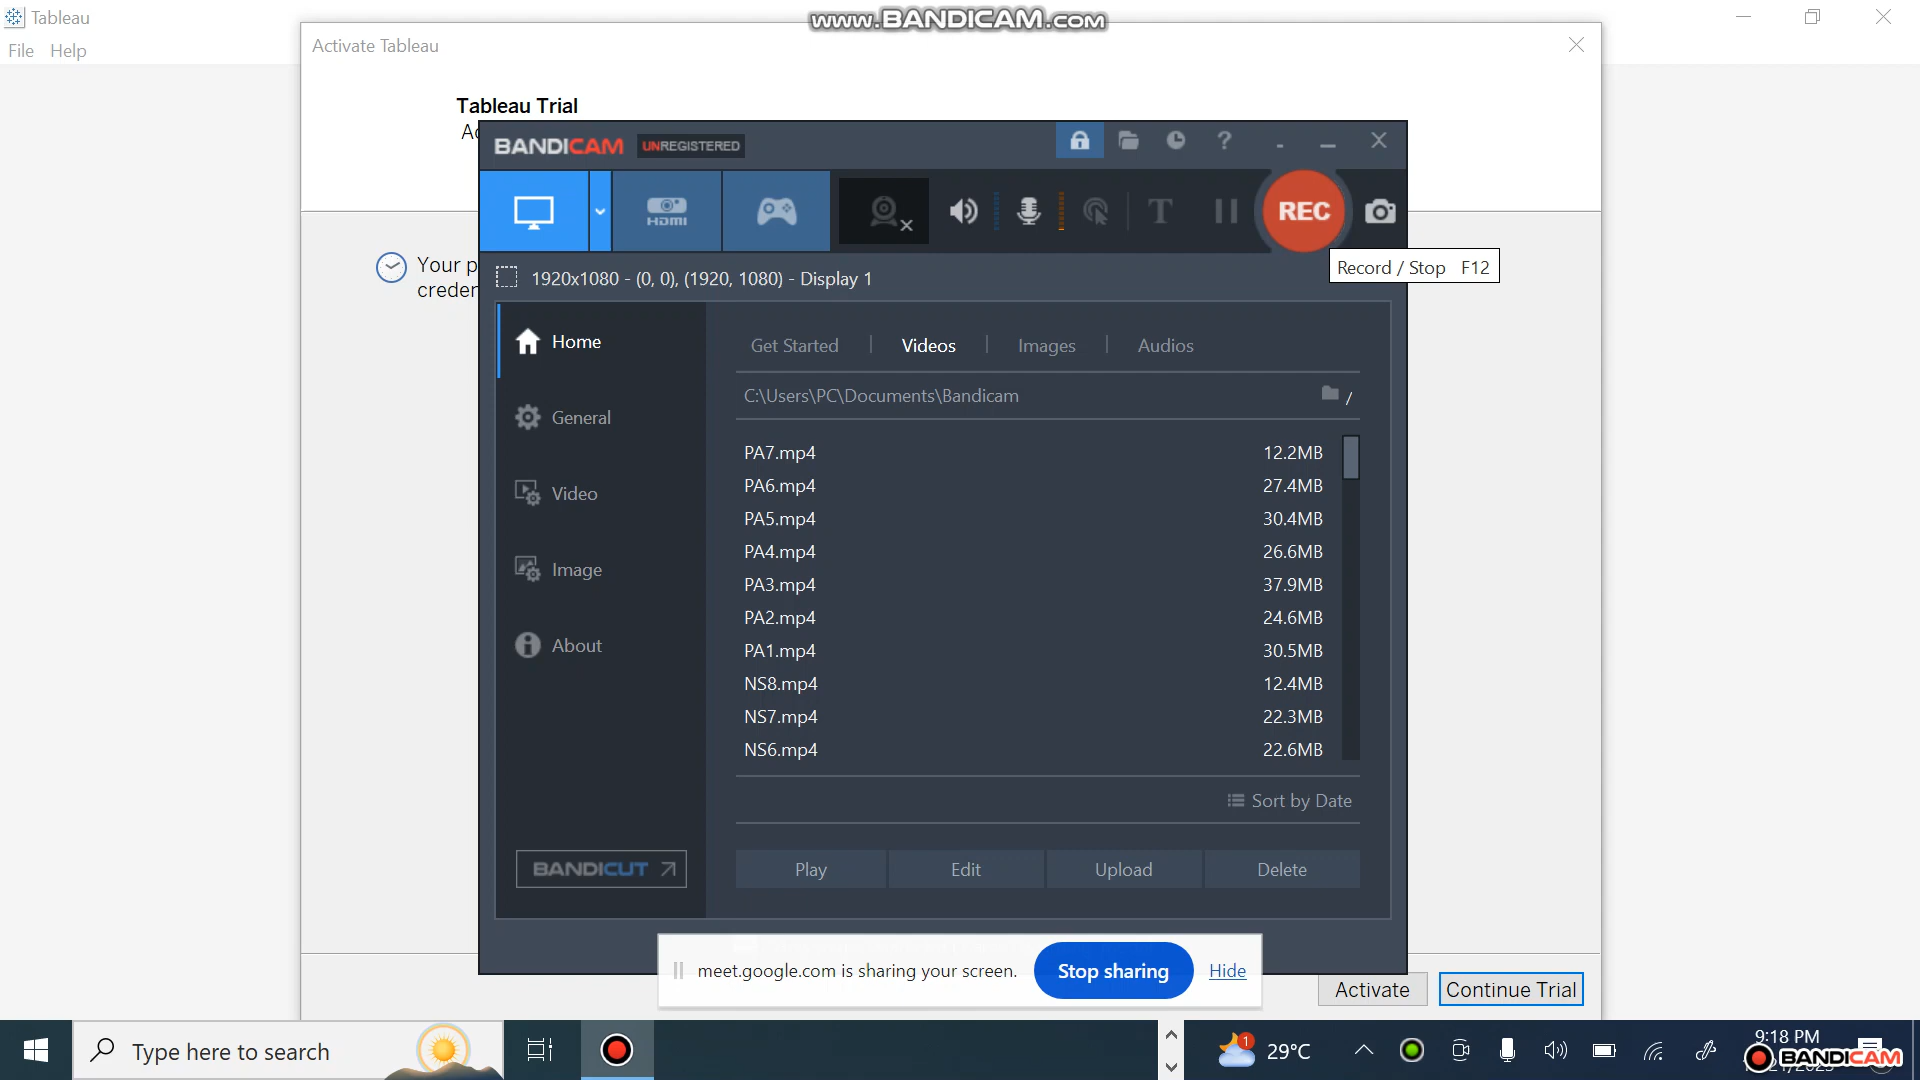 Tableau
www.BANDICAM.com
File Help
Activate Tableau
Tableau Trial
BANDICAM UNREGISTERED
?
HDMI
T
REC
Your p
creder
Record / Stop F12
1920x1080 - (0, 0), (1920, 1080) - Display 1
Home
General
Video
Image
About
BANDICUT
Get Started | Videos | Images | Audios
C:\Users\PC\Documents\Bandicam
PA7.mp4 12.2MB
PA6.mp4 27.4MB
PA5.mp4 30.4MB
PA4.mp4 26.6MB
PA3.mp4 37.9MB
PA2.mp4 24.6MB
PA1.mp4 30.5MB
NS8.mp4 12.4MB
NS7.mp4 22.3MB
NS6.mp4 22.6MB
Sort by Date
Play Edit Upload Delete
meet.google.com is sharing your screen. Stop sharing Hide
Activate Continue Trial
Type here to search
1 29°C
9:18 PM
BANDICAM